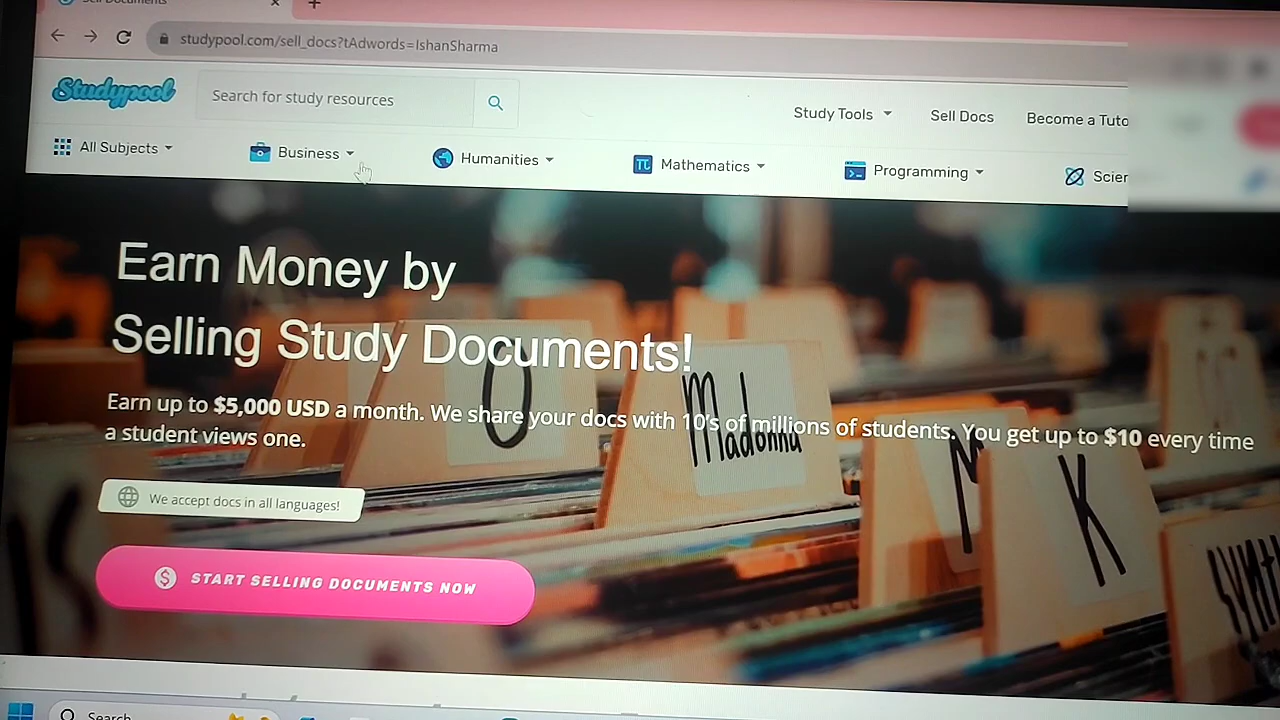 studypool.com/sell_docs?tAdwords=IshanSharma
Studypool
Search for study resources
Study Tools
Sell Docs
Become a Tuto
All Subjects
Business
Humanities
Mathematics
Programming
Scien
Earn Money by
Selling Study Documents!
Earn up to $5,000 USD a month. We share your docs with 10's of millions of students. You get up to $10 every time
a student views one.
We accept docs in all languages!
START SELLING DOCUMENTS NOW
O
Madonna
M
K
Search